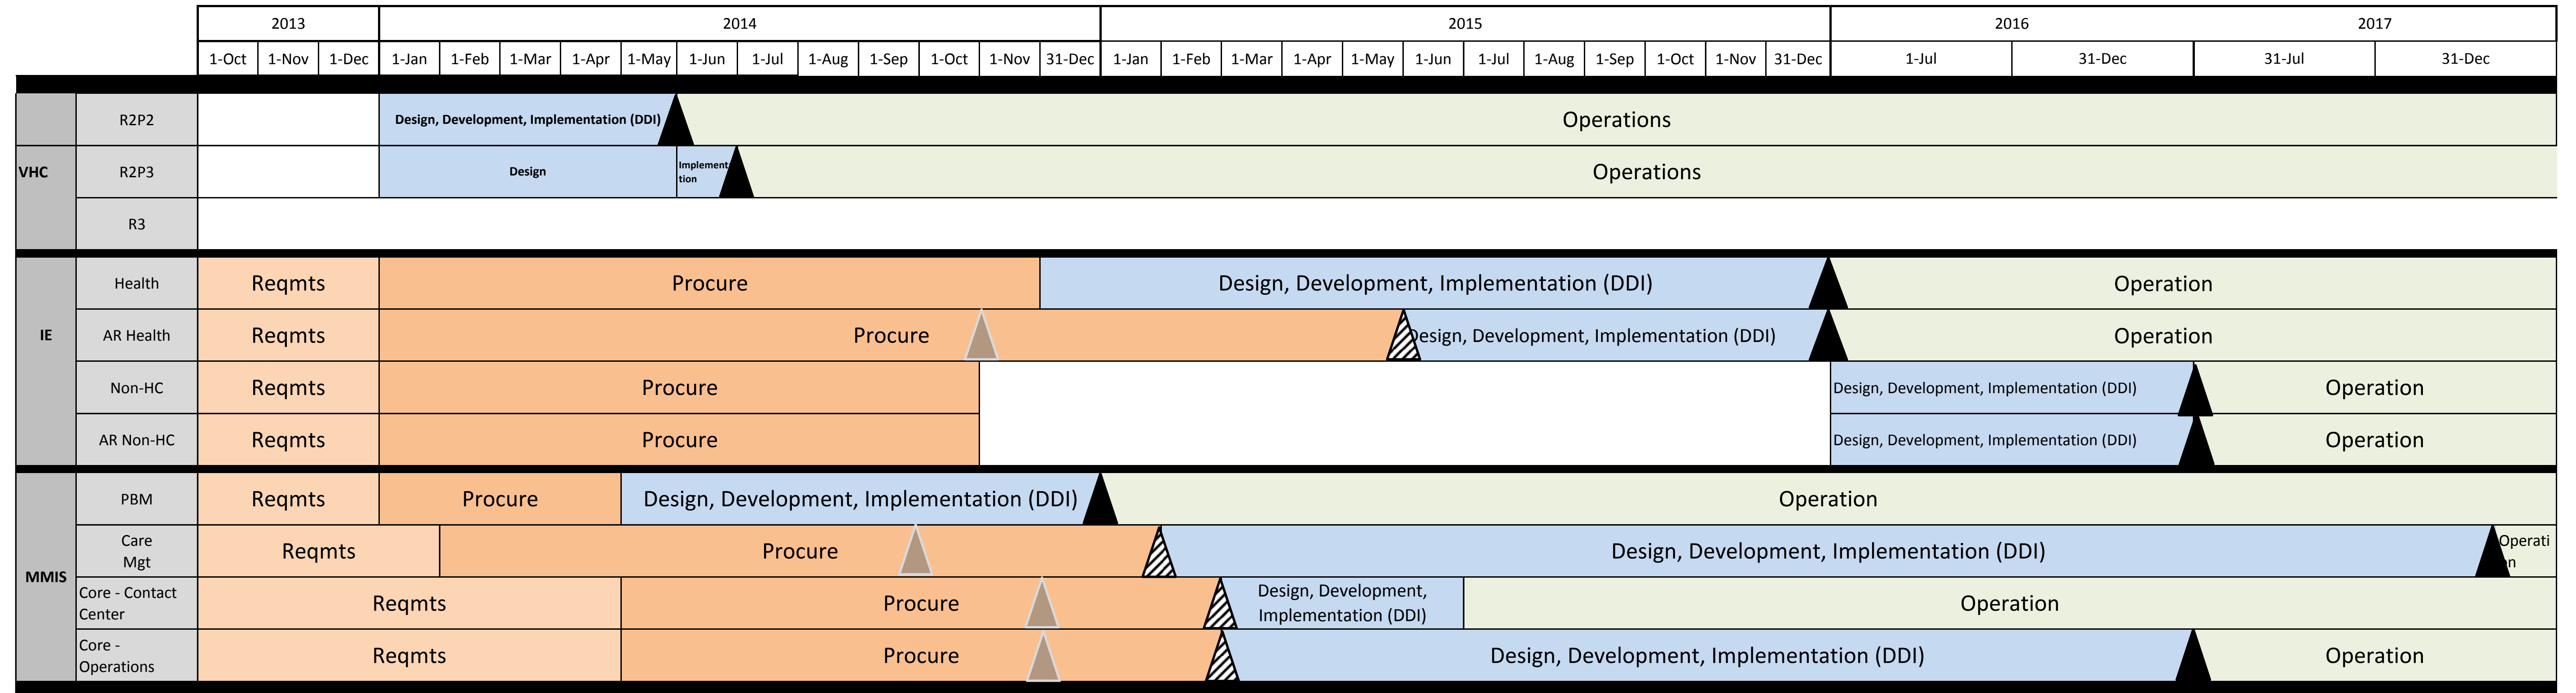 2013 2014 2015 2016 2017
1-Oct 1-Nov 1-Dec 1-Jan 1-Feb 1-Mar 1-Apr 1-May 1-Jun 1-Jul 1-Aug 1-Sep 1-Oct 1-Nov 31-Dec 1-Jan 1-Feb 1-Mar 1-Apr 1-May 1-Jun 1-Jul 1-Aug 1-Sep 1-Oct 1-Nov 31-Dec 1-Jul 31-Dec 31-Jul 31-Dec
VHC
R2P2 Design, Development, Implementation (DDI) Operations
R2P3 Design Implement
tion
Operations
R3
IE
Health Reqmts Procure Design, Development, Implementation (DDI) Operation
AR Health Reqmts Procure esign, Development, Implementation (DDI) Operation
Non-HC Reqmts Procure Design, Development, Implementation (DDI) Operation
AR Non-HC Reqmts Procure Design, Development, Implementation (DDI) Operation
MMIS
PBM Reqmts Procure Design, Development, Implementation (DDI) Operation
Care
Mgt
Reqmts Procure Design, Development, Implementation (DDI) Operati
n
Core - Contact
Center
Reqmts Procure Design, Development,
Implementation (DDI)
Operation
Core -
Operations
Reqmts Procure Design, Development, Implementation (DDI) Operation